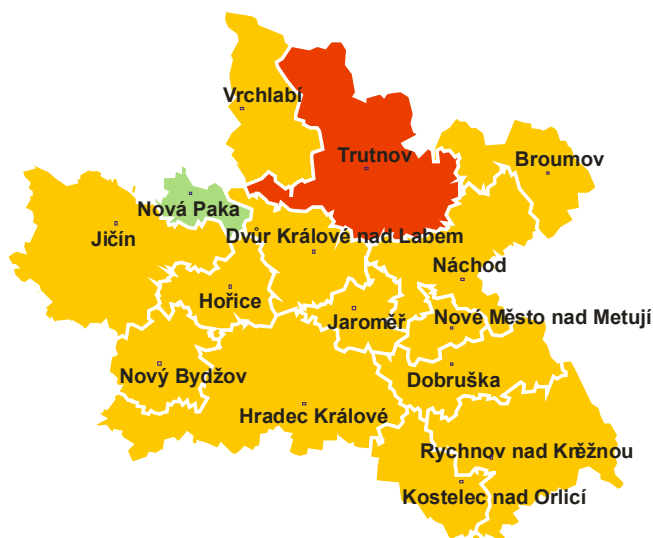 Vrchlabí
Trutnov
Broumov
Nová Paka
Jičín
Dvůr Králové nad Labem
Náchod
Hořice
Jaroměř
Nové Město nad Metují
Nový Bydžov
Dobruška
Hradec Králové
Rychnov nad Kněžnou
Kostelec nad Orlicí